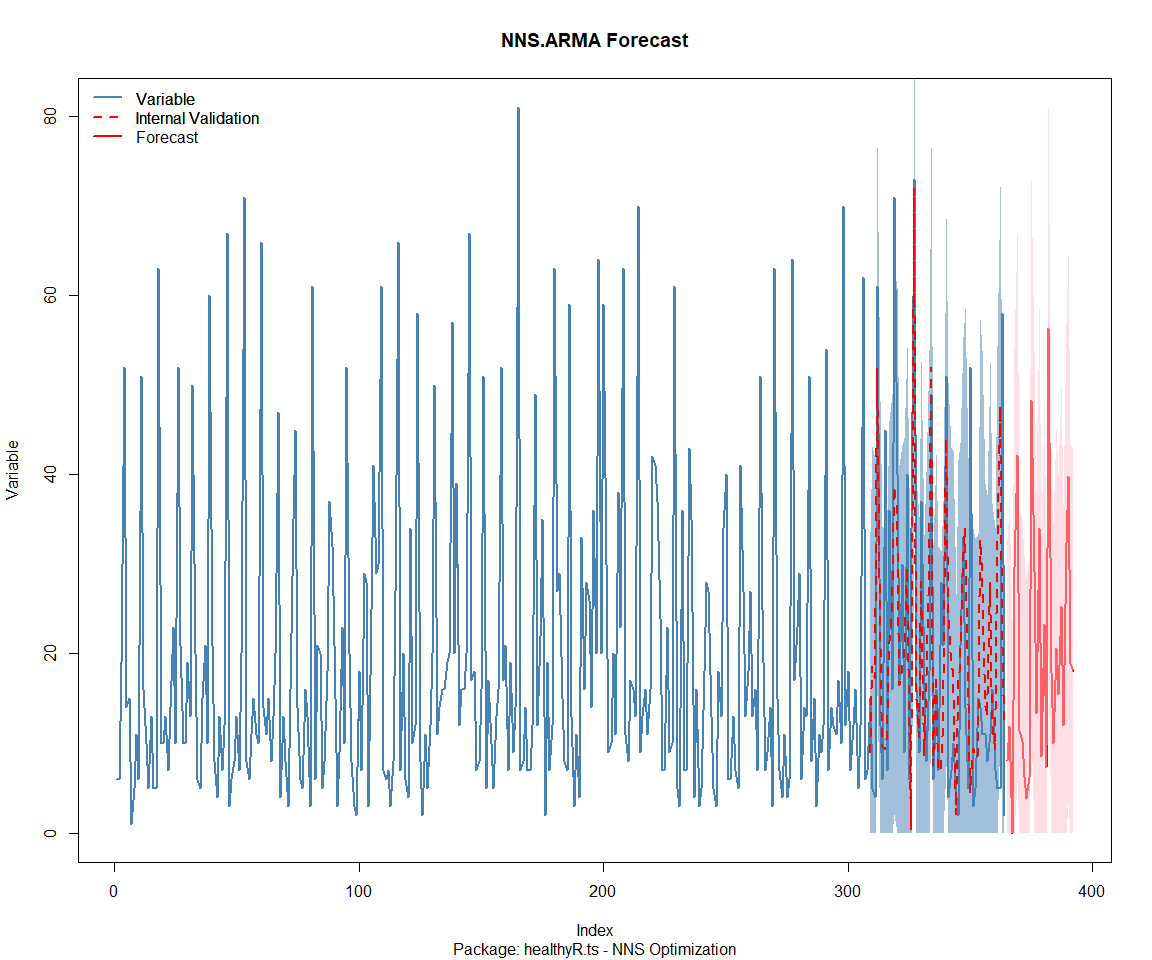 NNS.ARMA Forecast
Variable
Internal Validation
Forecast
80
60
40
20
0
Variable
0 100 200 300 400
Index
Package: healthyR.ts - NNS Optimization